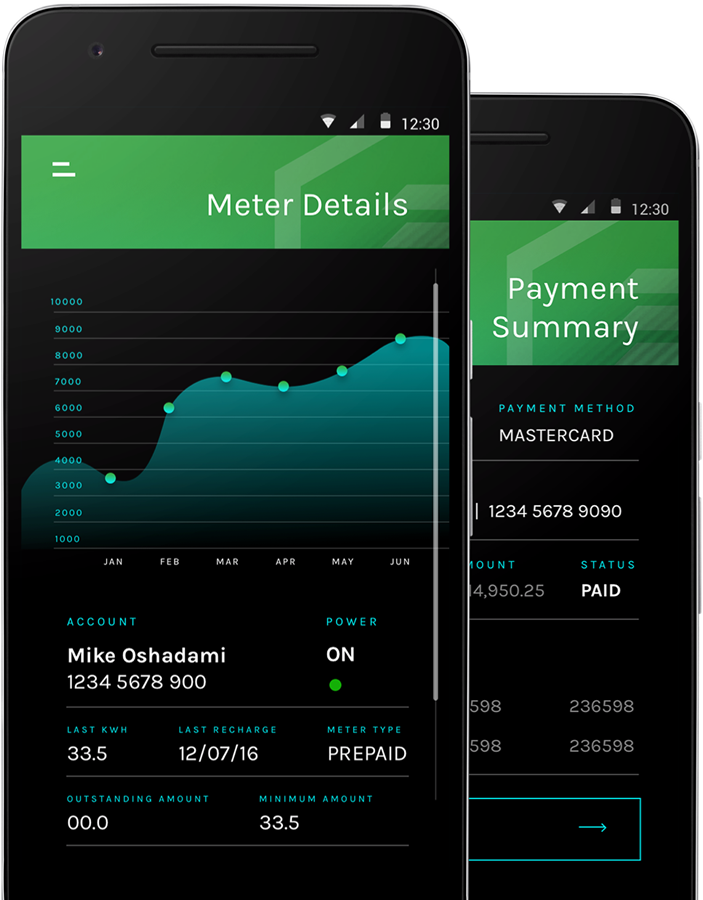 12:30
Meter Details
10000
9000
8000
7000
6000
5000
4000
3000
2000
1000
JAN FEB MAR APR MAY JUN
ACCOUNT POWER
Mike Oshadami ON
1234 5678 900
LAST KWH LAST RECHARGE METER TYPE
33.5 12/07/16 PREPAID
OUTSTANDING AMOUNT MINIMUM AMOUNT
00.0 33.5
12:30
Payment
Summary
PAYMENT METHOD
MASTERCARD
| 1234 5678 9090
MOUNT STATUS
14,950.25 PAID
598 236598
598 236598